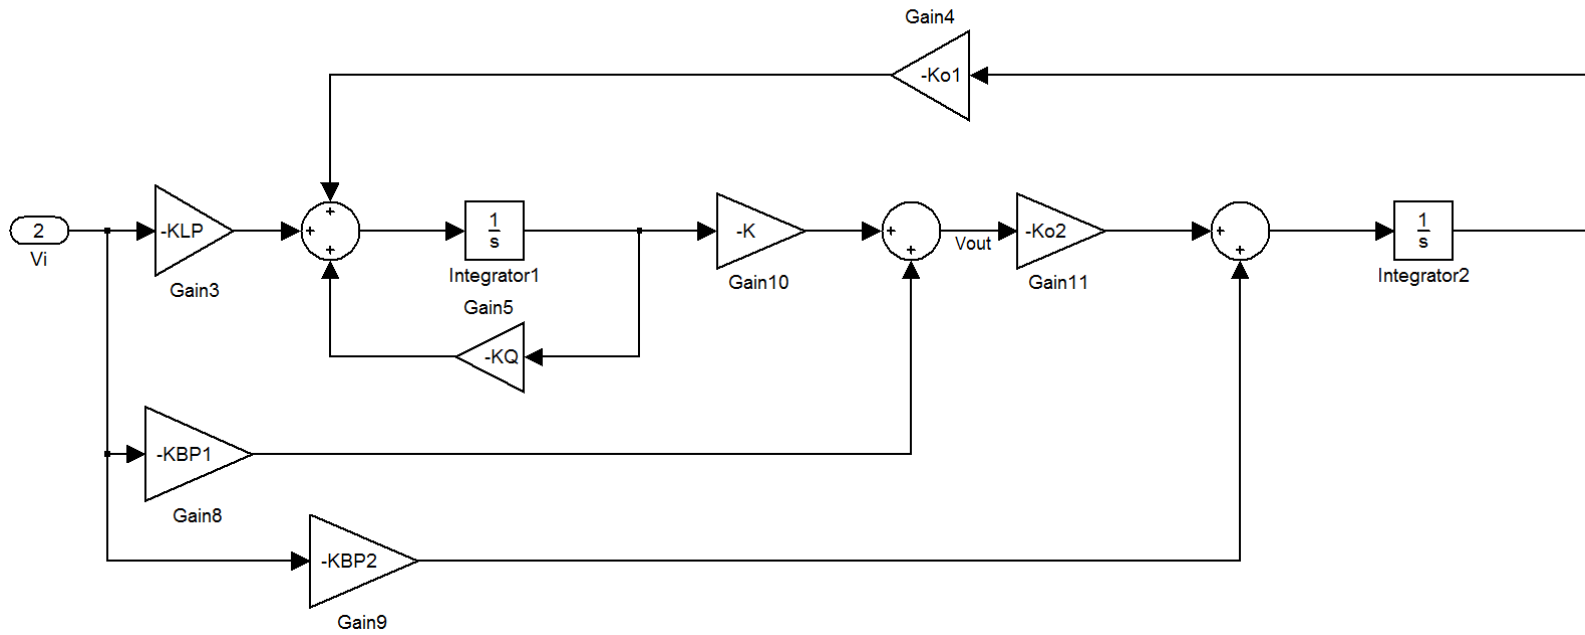 Gain4
-Ko1
2
Vi
-KLP
Gain3
+
+
+
1
s
Integrator1
-K
Gain10
+
+
Vout
-Ko2
Gain11
+
+
1
s
Integrator2
Gain5
-KQ
-KBP1
Gain8
-KBP2
Gain9